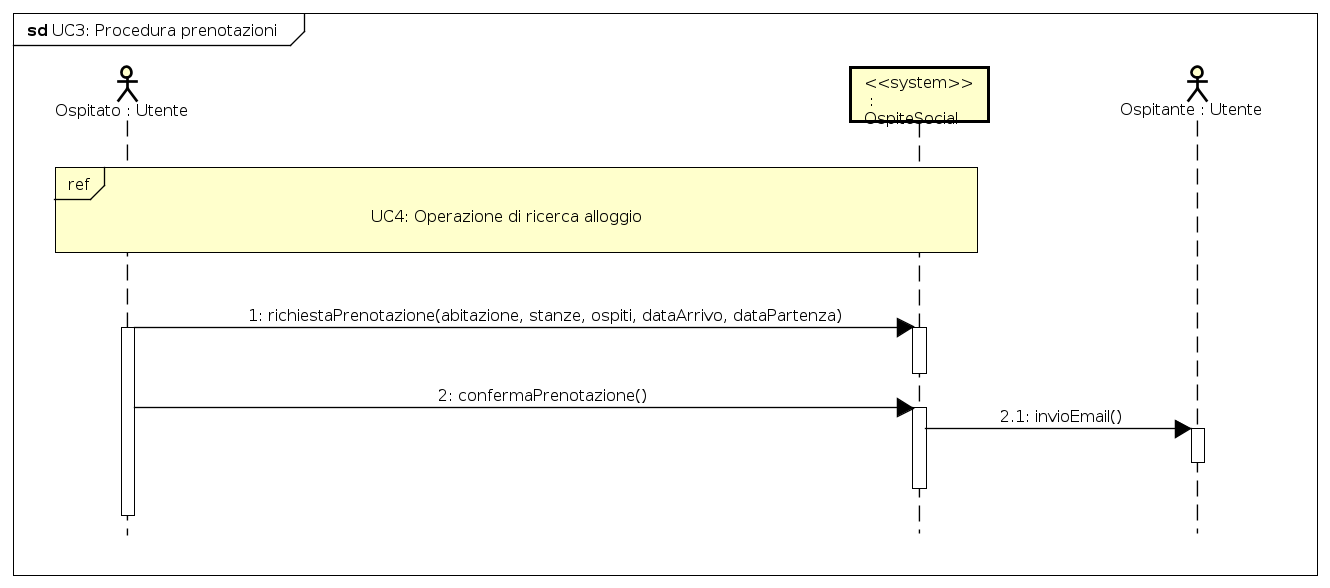 sd UC3: Procedura prenotazioni
Ospitato : Utente
<<system>>
:
OspiteSocial
Ospitante : Utente
ref
UC4: Operazione di ricerca alloggio
1: richiestaPrenotazione(abitazione, stanze, ospiti, dataArrivo, dataPartenza)
2: confermaPrenotazione()
2.1: invioEmail()